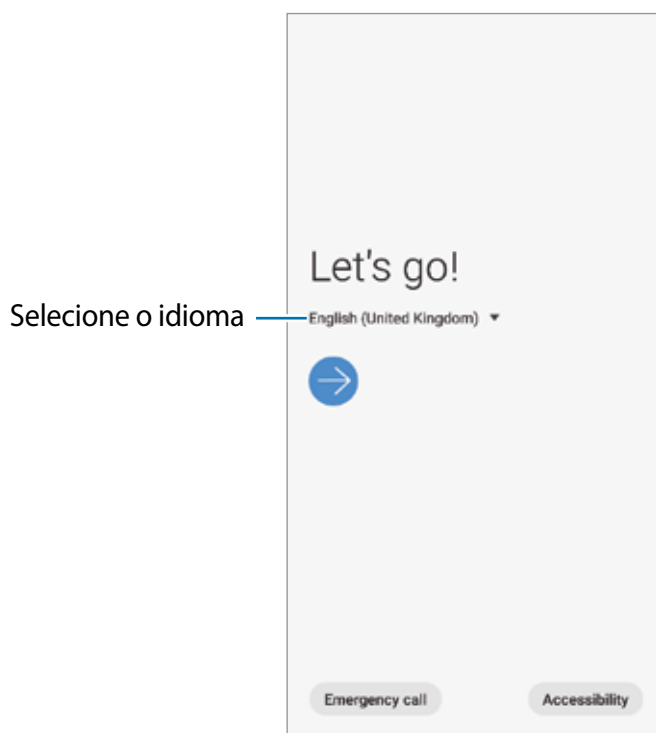 Let's go!
Selecione o idioma
English (United Kingdom)
Emergency call
Accessibility